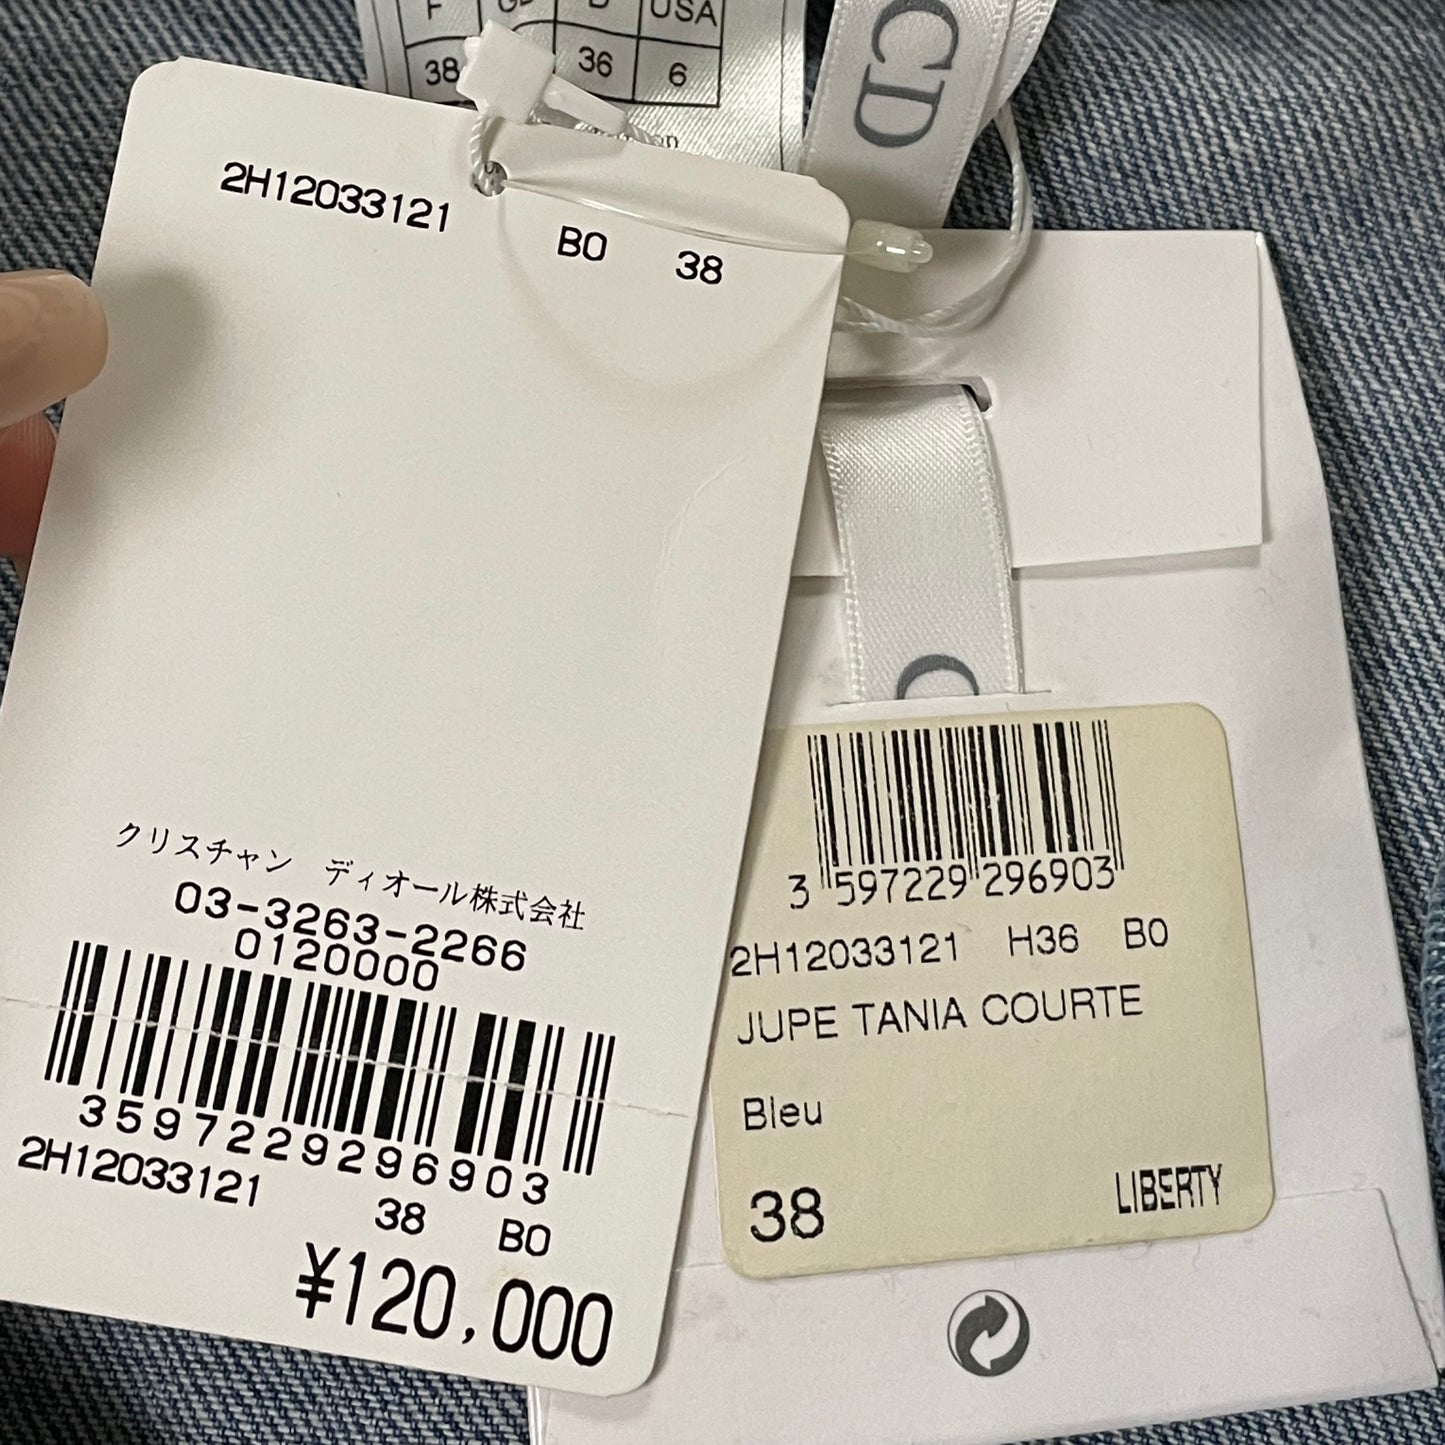 F D USA
38 36 6
CD
2H12033121 B0 38
クリスチャン ディオール株式会社
03-3263-2266
0120000
3597229296903
2H12033121 38 B0
¥120,000
C
3 597229 296903
2H12033121 H36 B0
JUPE TANIA COURTE
Bleu
38 LIBERTY